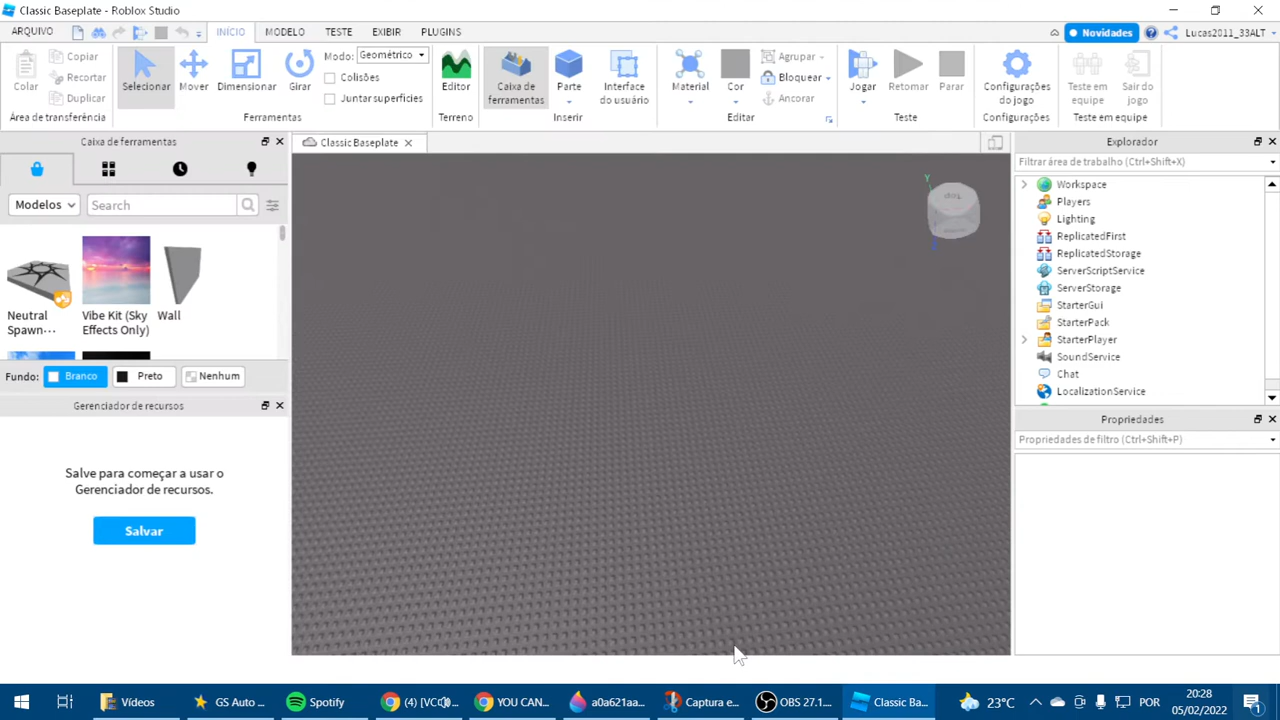 Classic Baseplate - Roblox Studio
ARQUIVO INÍCIO MODELO TESTE EXIBIR PLUGINS Novidades Lucas2011_33ALT
Colar Copiar Recortar Duplicar
Área de transferência
Selecionar Mover Dimensionar Girar
Modo: Geométrico
Colisões
Juntar superfícies
Ferramentas
Editor
Terreno
Caixa de ferramentas
Parte
Interface do usuário
Inserir
Material Cor
Agrupar
Bloquear
Ancorar
Editar
Jogar Retomar Parar
Teste
Configurações do jogo
Configurações
Teste em equipe
Sair do jogo
Teste em equipe
Caixa de ferramentas
Modelos Search
Neutral Spawn...
Vibe Kit (Sky Effects Only)
Wall
Fundo: Branco Preto Nenhum
Gerenciador de recursos
Salve para começar a usar o
Gerenciador de recursos.
Salvar
Classic Baseplate
Y
TOP
Explorador
Filtrar área de trabalho (Ctrl+Shift+X)
Workspace
Players
Lighting
ReplicatedFirst
ReplicatedStorage
ServerScriptService
ServerStorage
StarterGui
StarterPack
StarterPlayer
SoundService
Chat
LocalizationService
Propriedades
Propriedades de filtro (Ctrl+Shift+P)
Vídeos
GS Auto ...
Spotify
(4) [VC
YOU CAN...
a0a621aa...
Captura e...
OBS 27.1...
Classic Ba...
23°C
POR
20:28
05/02/2022
1